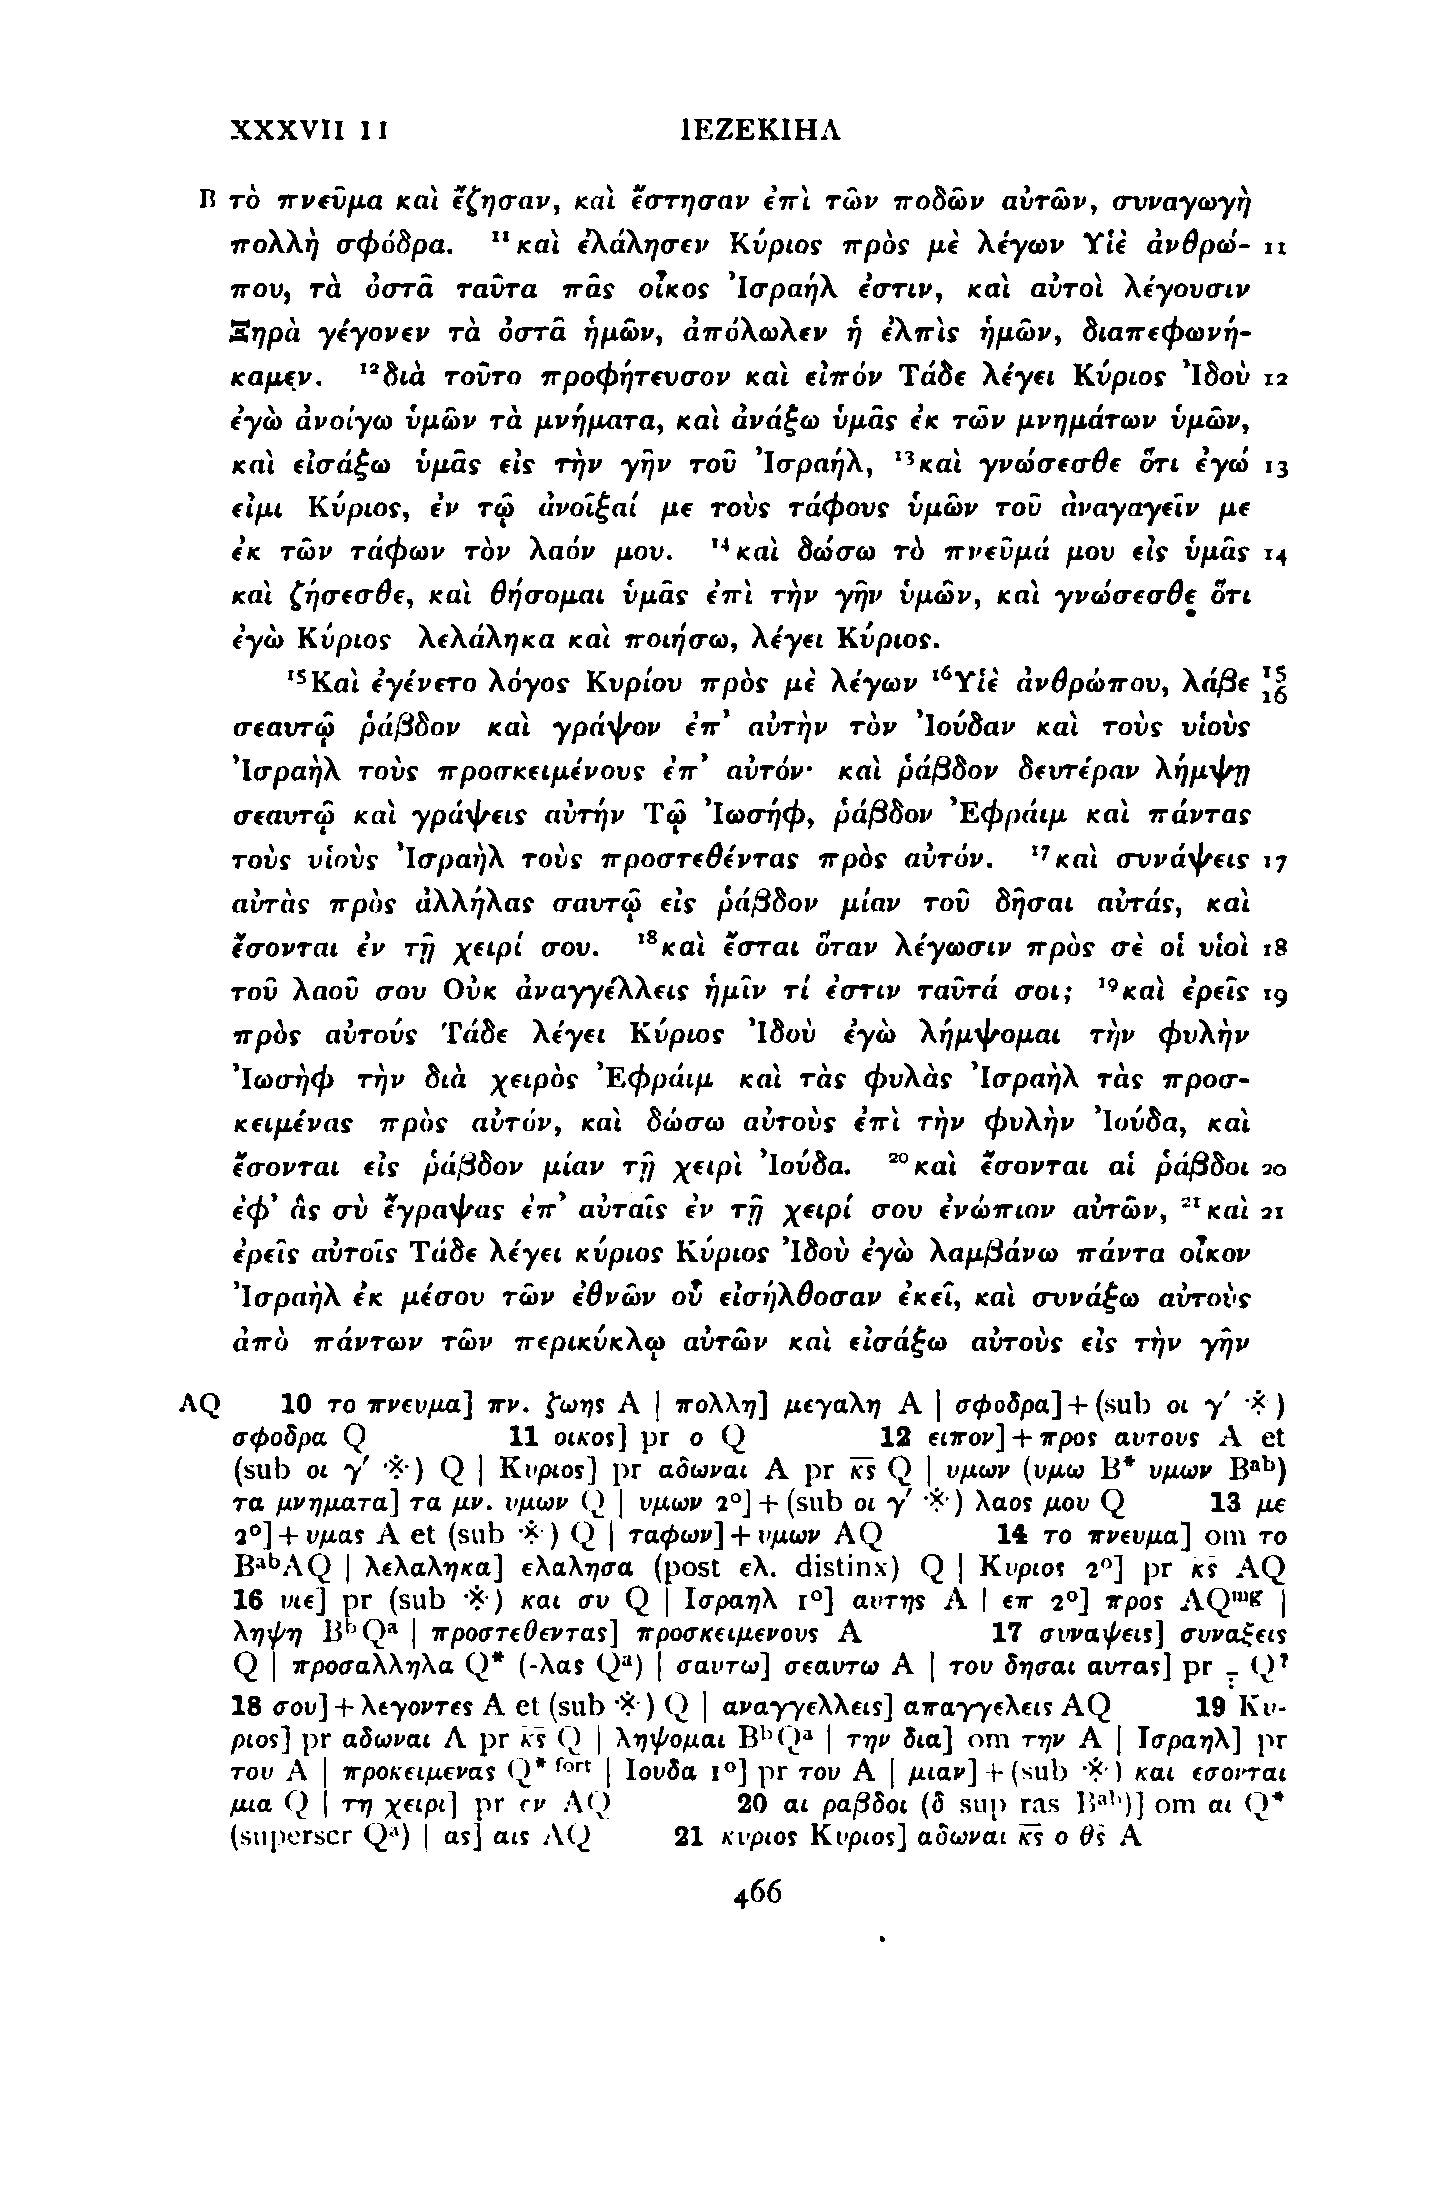 XXXVII 11 ΙΕΖΕΚΙΗΛ
B τὸ πνεῦμα καὶ ἔζησαν, καὶ ἔστησαν ἐπὶ τῶν ποδῶν αὐτῶν, συναγωγὴ
πολλὴ σφόδρα. ¹¹καὶ ἐλάλησεν Κύριος πρὸς μὲ λέγων Υἱὲ ἀνθρώ- 11
που, τὰ ὀστᾶ ταῦτα πᾶς οἶκος Ἰσραήλ ἐστιν, καὶ αὐτοὶ λέγουσιν
Ξηρὰ γέγονεν τὰ ὀστᾶ ἡμῶν, ἀπόλωλεν ἡ ἐλπὶς ἡμῶν, διαπεφωνή-
καμεν. ¹²διὰ τοῦτο προφήτευσον καὶ εἰπόν Τάδε λέγει Κύριος Ἰδοὺ 12
ἐγὼ ἀνοίγω ὑμῶν τὰ μνήματα, καὶ ἀνάξω ὑμᾶς ἐκ τῶν μνημάτων ὑμῶν,
καὶ εἰσάξω ὑμᾶς εἰς τὴν γῆν τοῦ Ἰσραήλ, ¹³καὶ γνώσεσθε ὅτι ἐγώ 13
εἰμι Κύριος, ἐν τῷ ἀνοῖξαί με τοὺς τάφους ὑμῶν τοῦ ἀναγαγεῖν με
ἐκ τῶν τάφων τὸν λαόν μου. ¹⁴καὶ δώσω τὸ πνεῦμά μου εἰς ὑμᾶς 14
καὶ ζήσεσθε, καὶ θήσομαι ὑμᾶς ἐπὶ τὴν γῆν ὑμῶν, καὶ γνώσεσθε ὅτι
ἐγὼ Κύριος λελάληκα καὶ ποιήσω, λέγει Κύριος.
¹⁵Καὶ ἐγένετο λόγος Κυρίου πρὸς μὲ λέγων ¹⁶Υἱὲ ἀνθρώπου, λάβε 15 16
σεαυτῷ ῥάβδον καὶ γράψον ἐπ᾽ αὐτὴν τὸν Ἰούδαν καὶ τοὺς υἱοὺς
Ἰσραὴλ τοὺς προσκειμένους ἐπ᾽ αὐτόν· καὶ ῥάβδον δευτέραν λήμψῃ
σεαυτῷ καὶ γράψεις αὐτήν Τῷ Ἰωσήφ, ῥάβδον Ἐφράιμ καὶ πάντας
τοὺς υἱοὺς Ἰσραὴλ τοὺς προστεθέντας πρὸς αὐτόν. ¹⁷καὶ συνάψεις 17
αὐτὰς πρὸς ἀλλήλας σαυτῷ εἰς ῥάβδον μίαν τοῦ δῆσαι αὐτάς, καὶ
ἔσονται ἐν τῇ χειρί σου. ¹⁸καὶ ἔσται ὅταν λέγωσιν πρὸς σὲ οἱ υἱοὶ 18
τοῦ λαοῦ σου Οὐκ ἀναγγέλλεις ἡμῖν τί ἐστιν ταῦτά σοι; ¹⁹καὶ ἐρεῖς 19
πρὸς αὐτούς Τάδε λέγει Κύριος Ἰδοὺ ἐγὼ λήμψομαι τὴν φυλὴν
Ἰωσὴφ τὴν διὰ χειρὸς Ἐφράιμ καὶ τὰς φυλὰς Ἰσραὴλ τὰς προσ-
κειμένας πρὸς αὐτόν, καὶ δώσω αὐτοὺς ἐπὶ τὴν φυλὴν Ἰούδα, καὶ
ἔσονται εἰς ῥάβδον μίαν τῇ χειρὶ Ἰούδα. ²⁰καὶ ἔσονται αἱ ῥάβδοι 20
ἐφ᾽ ἃς σὺ ἔγραψας ἐπ᾽ αὐταῖς ἐν τῇ χειρί σου ἐνώπιον αὐτῶν, ²¹καὶ 21
ἐρεῖς αὐτοῖς Τάδε λέγει κύριος Κύριος Ἰδοὺ ἐγὼ λαμβάνω πάντα οἶκον
Ἰσραὴλ ἐκ μέσου τῶν ἐθνῶν οὗ εἰσήλθοσαν ἐκεῖ, καὶ συνάξω αὐτοὺς
ἀπὸ πάντων τῶν περικύκλῳ αὐτῶν καὶ εἰσάξω αὐτοὺς εἰς τὴν γῆν
AQ 10 το πνευμα] πν. ζωης A | πολλη] μεγαλη A | σφοδρα]+(sub οι γ′ ※)
σφοδρα Q 11 οικος] pr ο Q 12 ειπον]+προς αυτους A et
(sub οι γ′ ※) Q | Κυριος] pr αδωναι A pr κ̅ς̅ Q | υμων (υμω B* υμων Bᵃᵇ)
τα μνηματα] τα μν. υμων Q | υμων 2°]+(sub οι γ′ ※) λαος μου Q 13 με
2°]+υμας A et (sub ※) Q | ταφων]+υμων AQ 14 το πνευμα] om το
BᵃᵇAQ | λελαληκα] ελαλησα (post ελ. distinx) Q | Κυριος 2°] pr κ̅ς̅ AQ
16 υιε] pr (sub ※) και συ Q | Ισραηλ 1°] αυτης A | επ 2°] προς AQᵐᵍ |
ληψη BᵇQᵃ | προστεθεντας] προσκειμενους A 17 συναψεις] συναξεις
Q | προσαλληλα Q* (-λας Qᵃ) | σαυτω] σεαυτω A | του δησαι αυτας] pr ÷ Q?
18 σου]+λεγοντες A et (sub ※) Q | αναγγελλεις] απαγγελεις AQ 19 Κυ-
ριος] pr αδωναι A pr κ̅ς̅ Q | ληψομαι BᵇQᵃ | την δια] om την A | Ισραηλ] pr
του A | προκειμενας Q* ᶠᵒʳᵗ | Ιουδα 1°] pr του A | μιαν]+(sub ※) και εσονται
μια Q | τη χειρι] pr εν AQ 20 αι ραβδοι (δ sup ras Bᵃᵇ)] om αι Q*
(superscr Qᵃ) | ας] αις AQ 21 κυριος Κυριος] αδωναι κ̅ς̅ ο θ̅ς̅ A
466